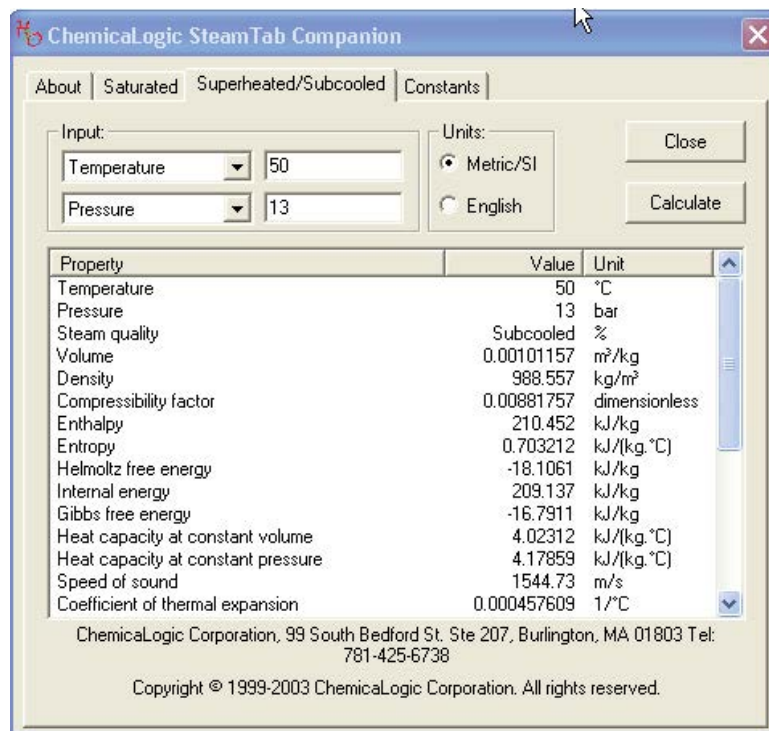 ChemicaLogic SteamTab Companion
About Saturated Superheated/Subcooled Constants
Input:
Temperature 50
Pressure 13
Units:
Metric/SI
English
Close
Calculate
Property Value Unit
Temperature 50 °C
Pressure 13 bar
Steam quality Subcooled %
Volume 0.00101157 m³/kg
Density 988.557 kg/m³
Compressibility factor 0.00881757 dimensionless
Enthalpy 210.452 kJ/kg
Entropy 0.703212 kJ/(kg.°C)
Helmoltz free energy -18.1061 kJ/kg
Internal energy 209.137 kJ/kg
Gibbs free energy -16.7911 kJ/kg
Heat capacity at constant volume 4.02312 kJ/(kg.°C)
Heat capacity at constant pressure 4.17859 kJ/(kg.°C)
Speed of sound 1544.73 m/s
Coefficient of thermal expansion 0.000457609 1/°C
ChemicaLogic Corporation, 99 South Bedford St. Ste 207, Burlington, MA 01803 Tel:
781-425-6738
Copyright © 1999-2003 ChemicaLogic Corporation. All rights reserved.